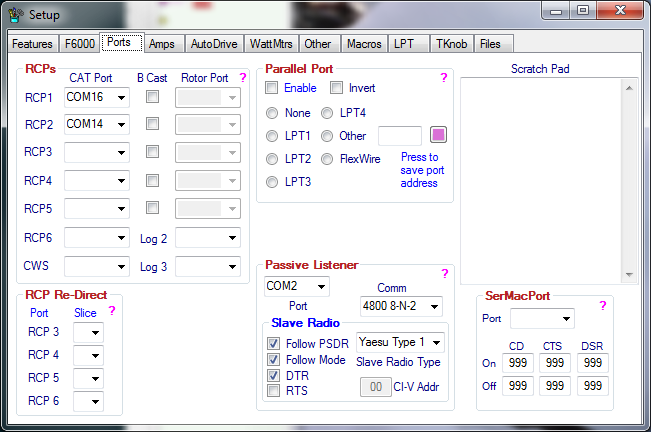 Setup
Features F6000 Ports Amps AutoDrive WattMtrs Other Macros LPT TKnob Files
RCPs
?
CAT Port B Cast Rotor Port
RCP1 COM16
RCP2 COM14
RCP3
RCP4
RCP5
RCP6 Log 2
CWS Log 3
Parallel Port
?
Enable Invert
None LPT4
LPT1 Other
LPT2 FlexWire
LPT3
Press to
save port
address
Scratch Pad
RCP Re-Direct
Port Slice ?
RCP 3
RCP 4
RCP 5
RCP 6
Passive Listener
?
COM2 Comm
Port 4800 8-N-2
Slave Radio
Follow PSDR Yaesu Type 1
Follow Mode Slave Radio Type
DTR
RTS 00 CI-V Addr
SerMacPort
?
Port
CD CTS DSR
On 999 999 999
Off 999 999 999